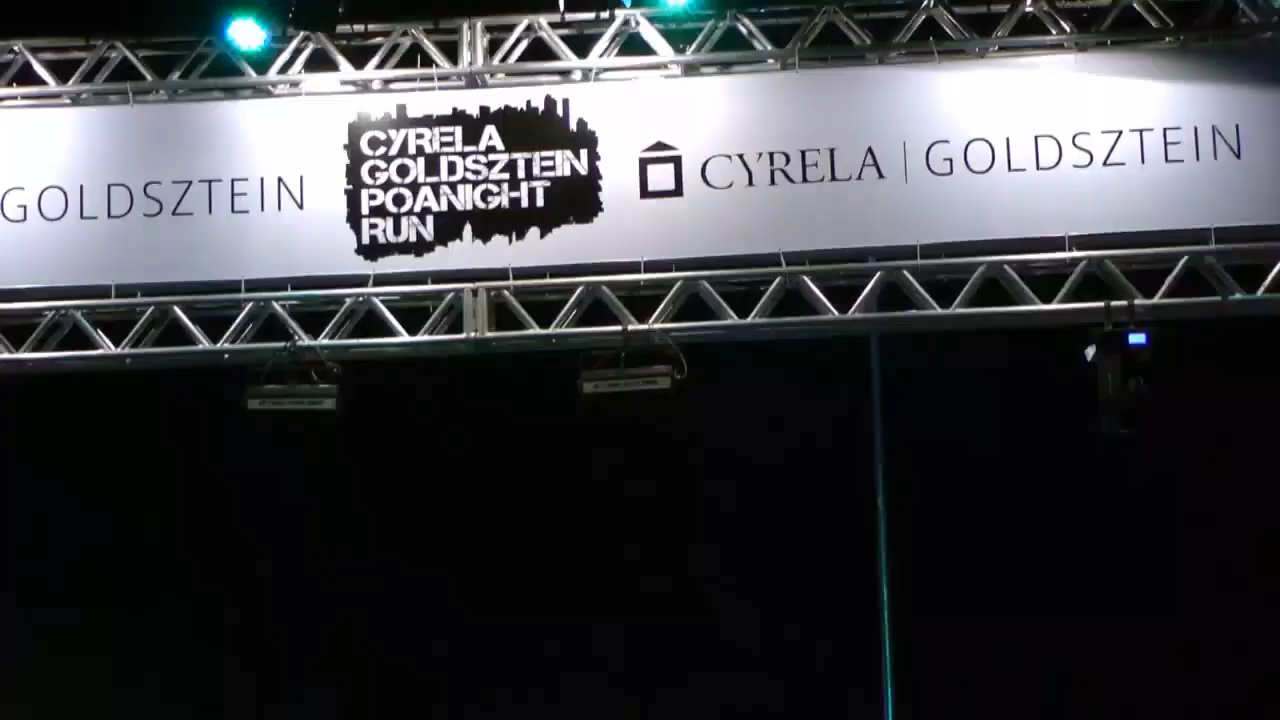 GOLDSZTEIN
CYRELA
GOLDSZTEIN
POANIGHT
RUN
CYRELA | GOLDSZTEIN